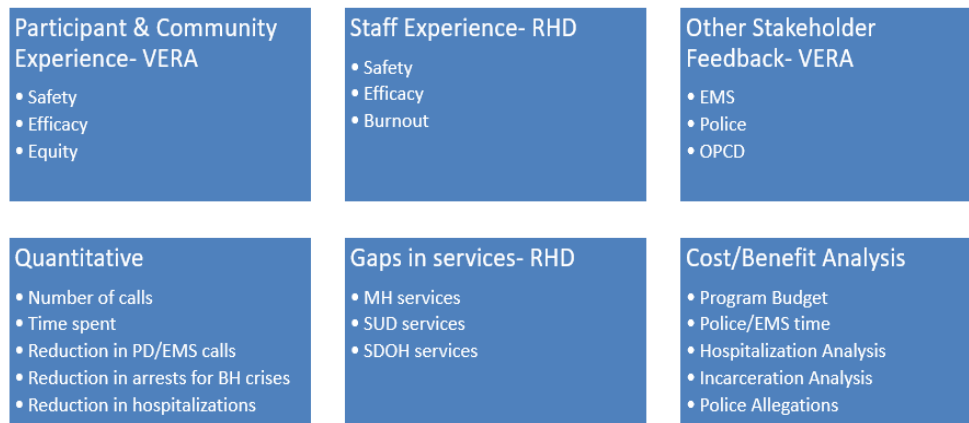 Participant & Community
Experience- VERA
• Safety
• Efficacy
• Equity
Staff Experience- RHD
• Safety
• Efficacy
• Burnout
Other Stakeholder
Feedback- VERA
• EMS
• Police
• OPCD
Quantitative
• Number of calls
• Time spent
• Reduction in PD/EMS calls
• Reduction in arrests for BH crises
• Reduction in hospitalizations
Gaps in services- RHD
• MH services
• SUD services
• SDOH services
Cost/Benefit Analysis
• Program Budget
• Police/EMS time
• Hospitalization Analysis
• Incarceration Analysis
• Police Allegations